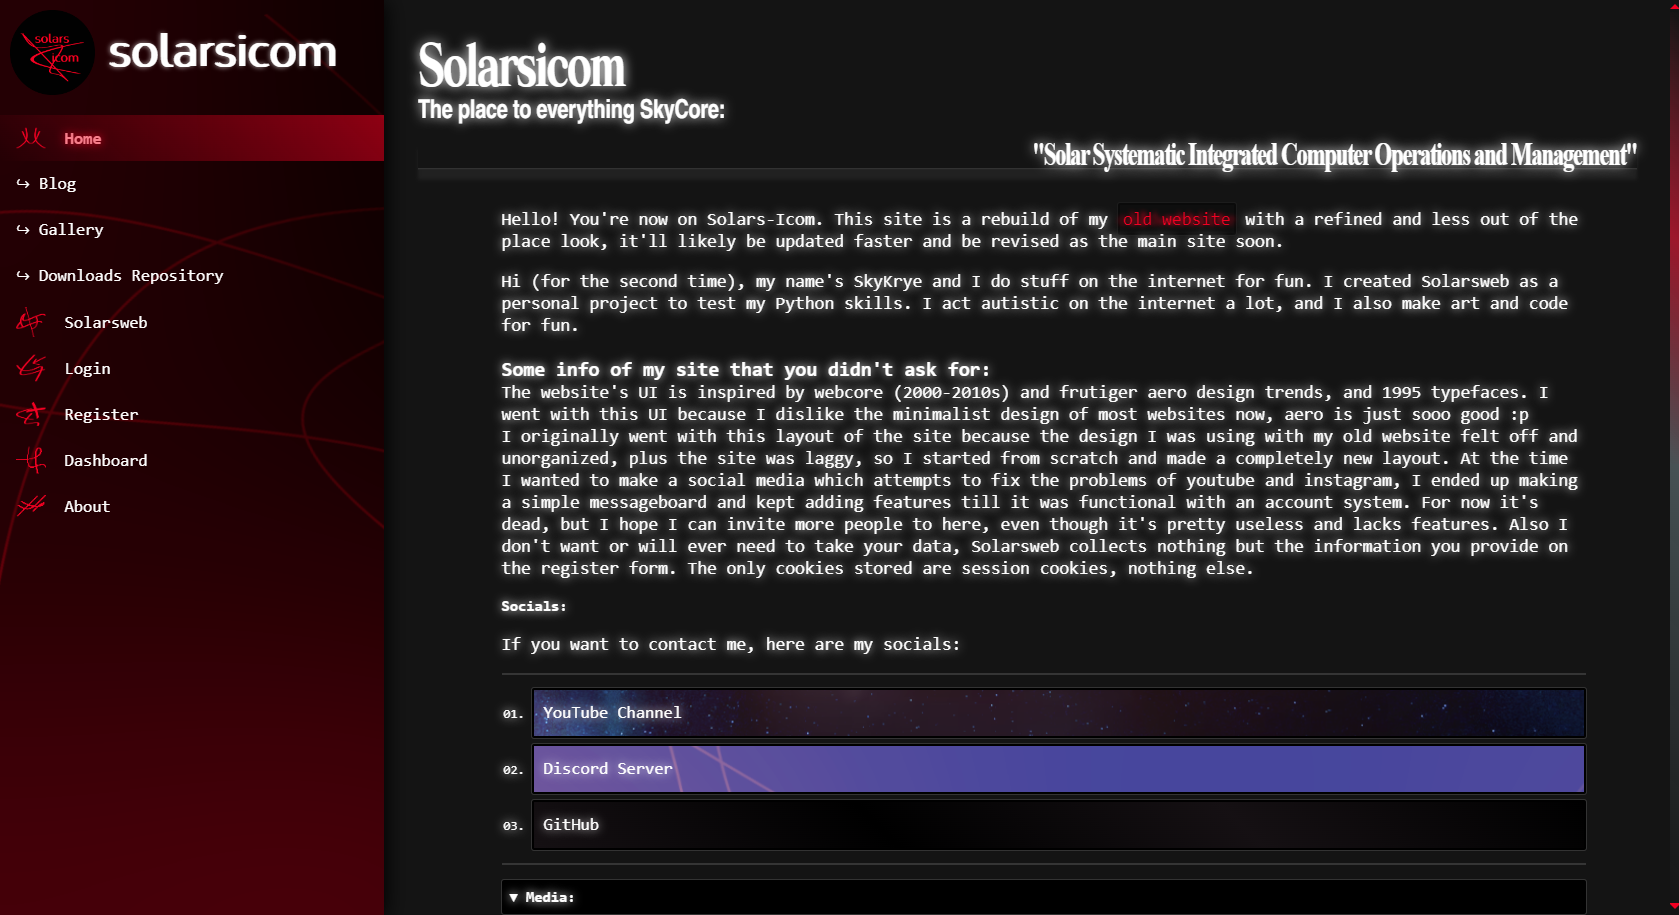 solars
icom
solarsicom
Home
↪ Blog
↪ Gallery
↪ Downloads Repository
Solarsweb
Login
Register
Dashboard
About
Solarsicom
The place to everything SkyCore:
"Solar Systematic Integrated Computer Operations and Management"
Hello! You're now on Solars-Icom. This site is a rebuild of my old website with a refined and less out of the
place look, it'll likely be updated faster and be revised as the main site soon.
Hi (for the second time), my name's SkyKrye and I do stuff on the internet for fun. I created Solarsweb as a
personal project to test my Python skills. I act autistic on the internet a lot, and I also make art and code
for fun.
Some info of my site that you didn't ask for:
The website's UI is inspired by webcore (2000-2010s) and frutiger aero design trends, and 1995 typefaces. I
went with this UI because I dislike the minimalist design of most websites now, aero is just sooo good :p
I originally went with this layout of the site because the design I was using with my old website felt off and
unorganized, plus the site was laggy, so I started from scratch and made a completely new layout. At the time
I wanted to make a social media which attempts to fix the problems of youtube and instagram, I ended up making
a simple messageboard and kept adding features till it was functional with an account system. For now it's
dead, but I hope I can invite more people to here, even though it's pretty useless and lacks features. Also I
don't want or will ever need to take your data, Solarsweb collects nothing but the information you provide on
the register form. The only cookies stored are session cookies, nothing else.
Socials:
If you want to contact me, here are my socials:
01. YouTube Channel
02. Discord Server
03. GitHub
▼ Media: